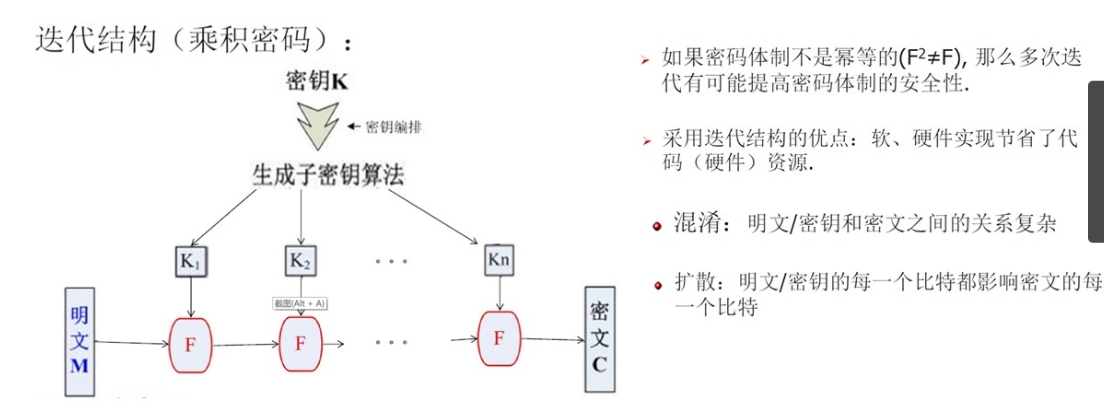 迭代结构（乘积密码）：
密钥K
密钥编排
生成子密钥算法
K₁
K₂
Kn
截图(Alt + A)
明文M
F
F
F
密文C
如果密码体制不是幂等的(F²≠F), 那么多次迭
代有可能提高密码体制的安全性.
采用迭代结构的优点：软、硬件实现节省了代
码（硬件）资源.
混淆：明文/密钥和密文之间的关系复杂
扩散：明文/密钥的每一个比特都影响密文的每
一个比特